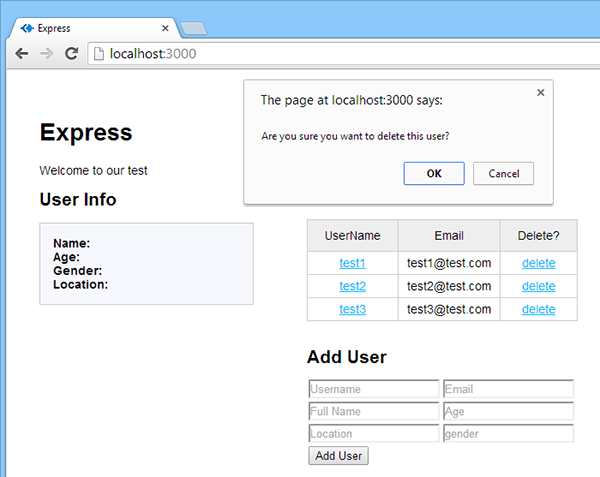 Express
localhost:3000
The page at localhost:3000 says:
Are you sure you want to delete this user?
OK Cancel
Express
Welcome to our test
User Info
Name:
Age:
Gender:
Location:
UserName Email Delete?
test1 test1@test.com delete
test2 test2@test.com delete
test3 test3@test.com delete
Add User
Username Email
Full Name Age
Location gender
Add User